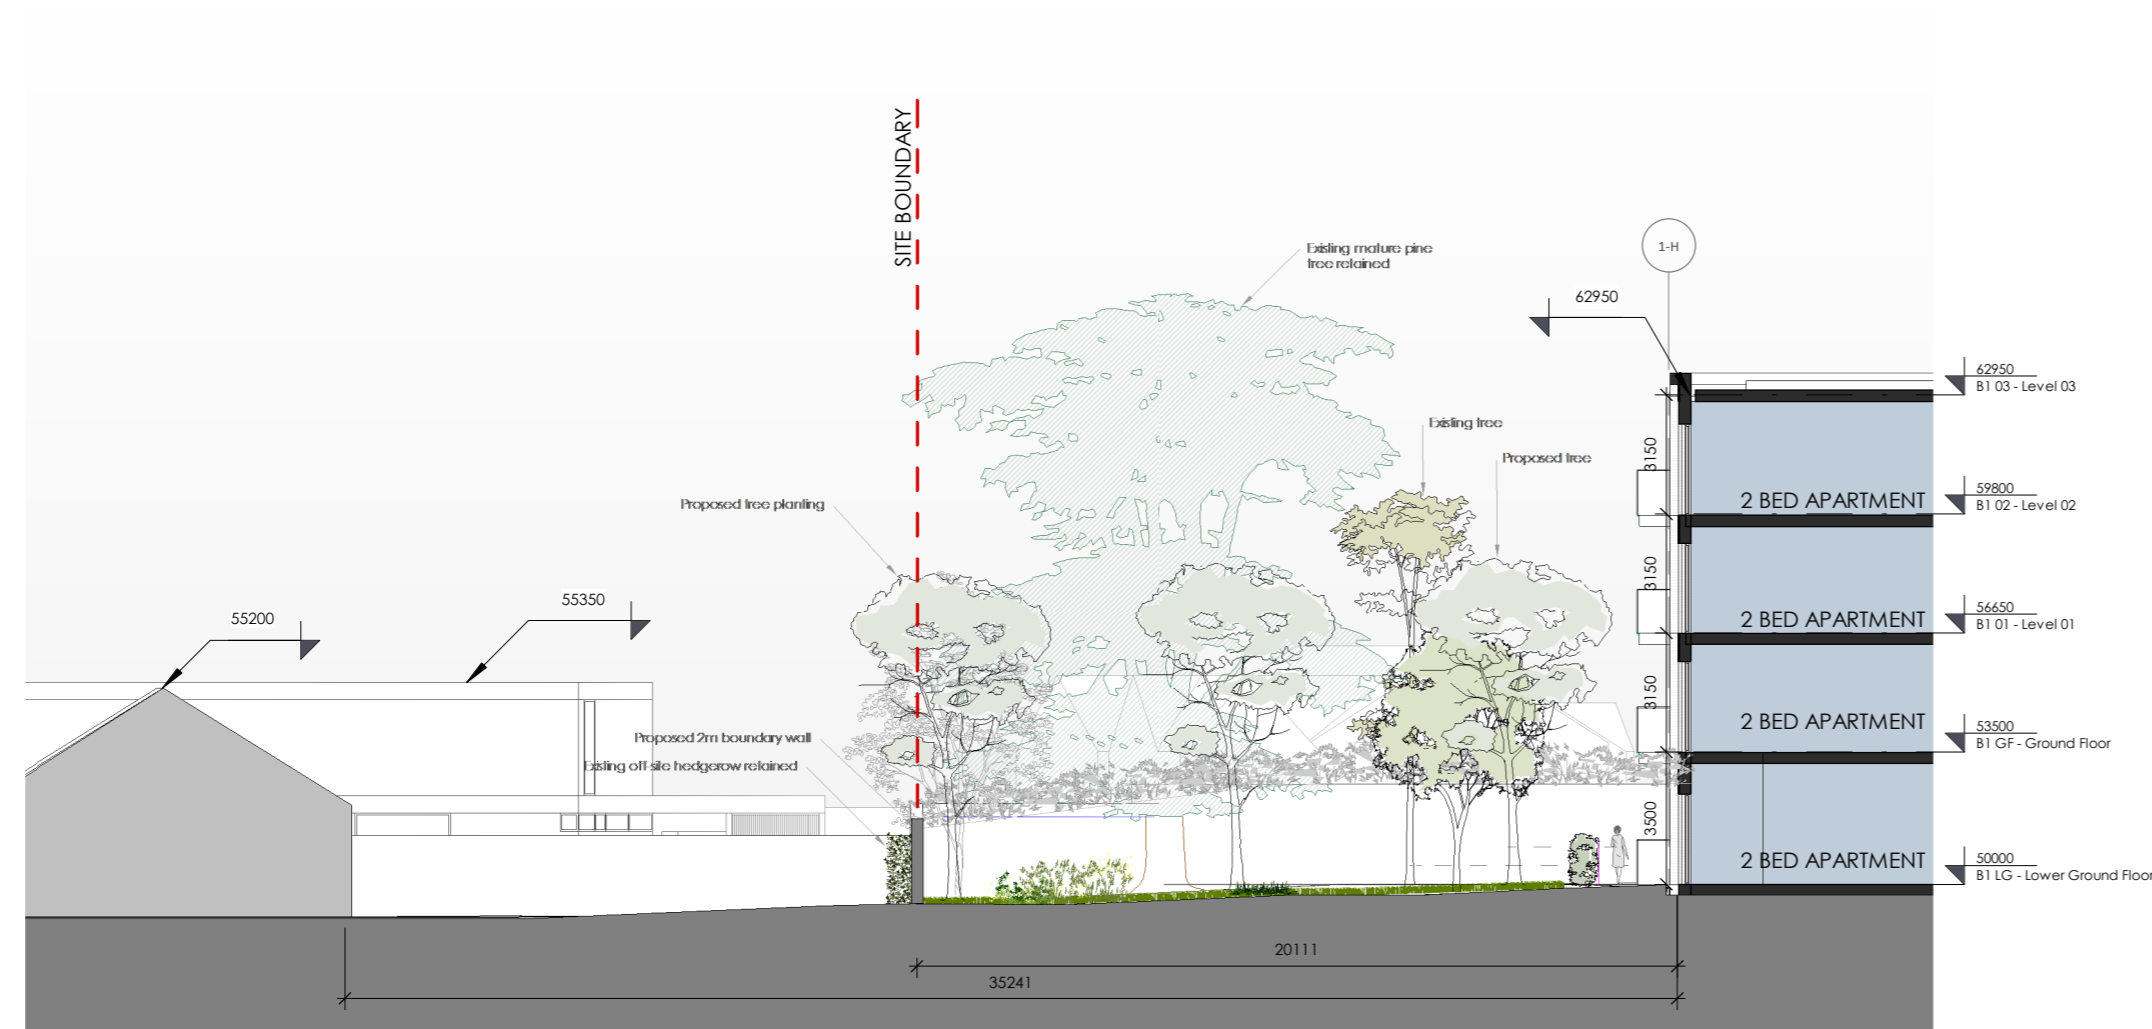 SITE BOUNDARY
Existing mature pine
tree retained
1-H
62950
62950
B1 03 - Level 03
Existing tree
Proposed tree
3150
Proposed tree planting
2 BED APARTMENT
59800
B1 02 - Level 02
3150
55200
55350
2 BED APARTMENT
56650
B1 01 - Level 01
3150
2 BED APARTMENT
53500
B1 GF - Ground Floor
Proposed 2m boundary wall
Existing off-site hedgerow retained
3500
2 BED APARTMENT
50000
B1 LG - Lower Ground Floor
20111
35241